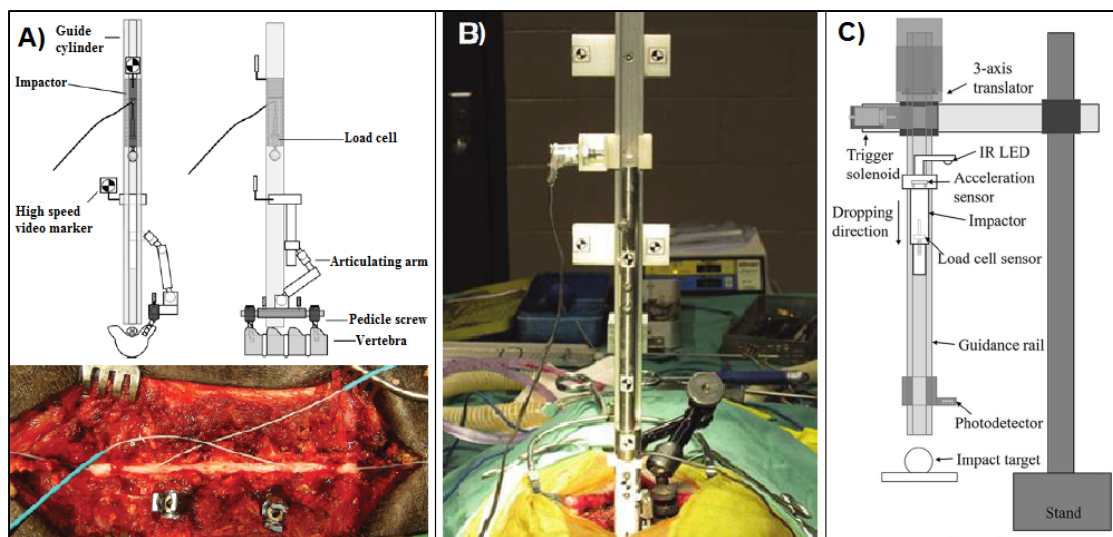 A)
Guide
cylinder
Impactor
Load cell
High speed
video marker
Articulating arm
Pedicle screw
Vertebra
B)
C)
3-axis
translator
Trigger
solenoid
IR LED
Acceleration
sensor
Dropping
direction
Impactor
Load cell sensor
Guidance rail
Photodetector
Impact target
Stand